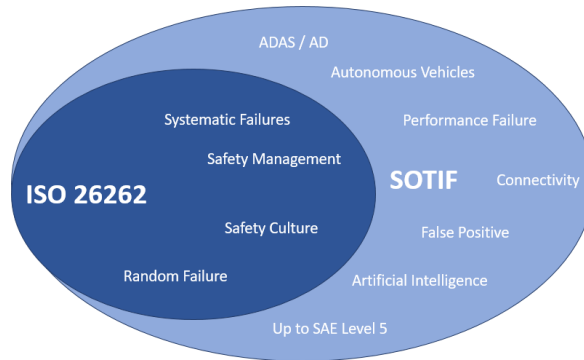 ADAS / AD
Autonomous Vehicles
Systematic Failures
Performance Failure
Safety Management
ISO 26262
SOTIF
Connectivity
Safety Culture
False Positive
Random Failure
Artificial Intelligence
Up to SAE Level 5